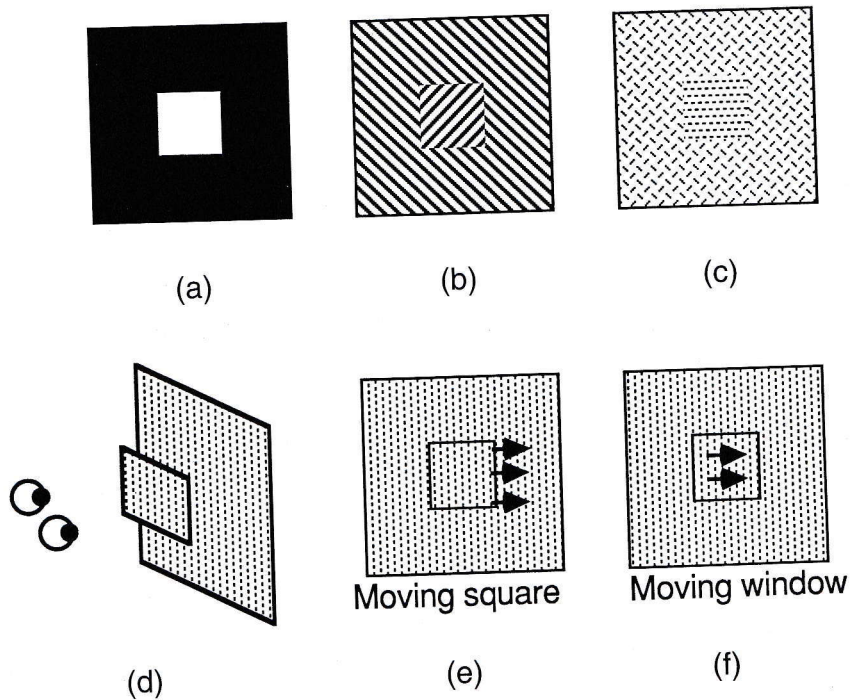 (a)
(b)
(c)
Moving square
Moving window
(d)
(e)
(f)